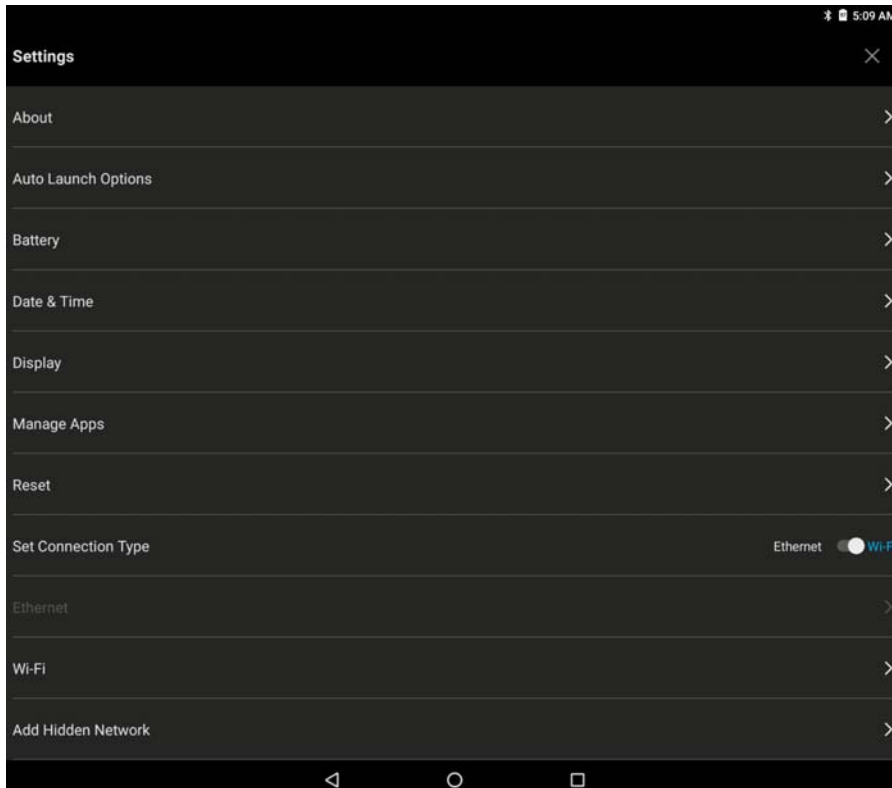 5:09 AM
Settings
About
Auto Launch Options
Battery
Date & Time
Display
Manage Apps
Reset
Set Connection Type Ethernet Wi-F
Ethernet
Wi-Fi
Add Hidden Network